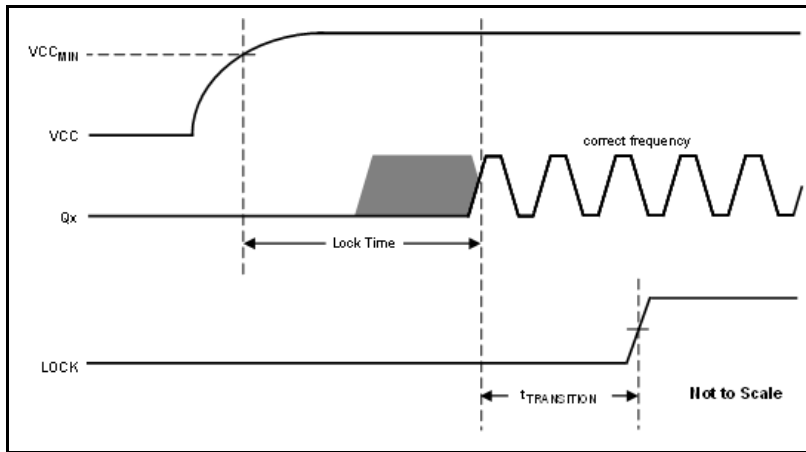 VCCMIN
VCC
correct frequency
Qx
Lock Time
LOCK
tTRANSITION
Not to Scale